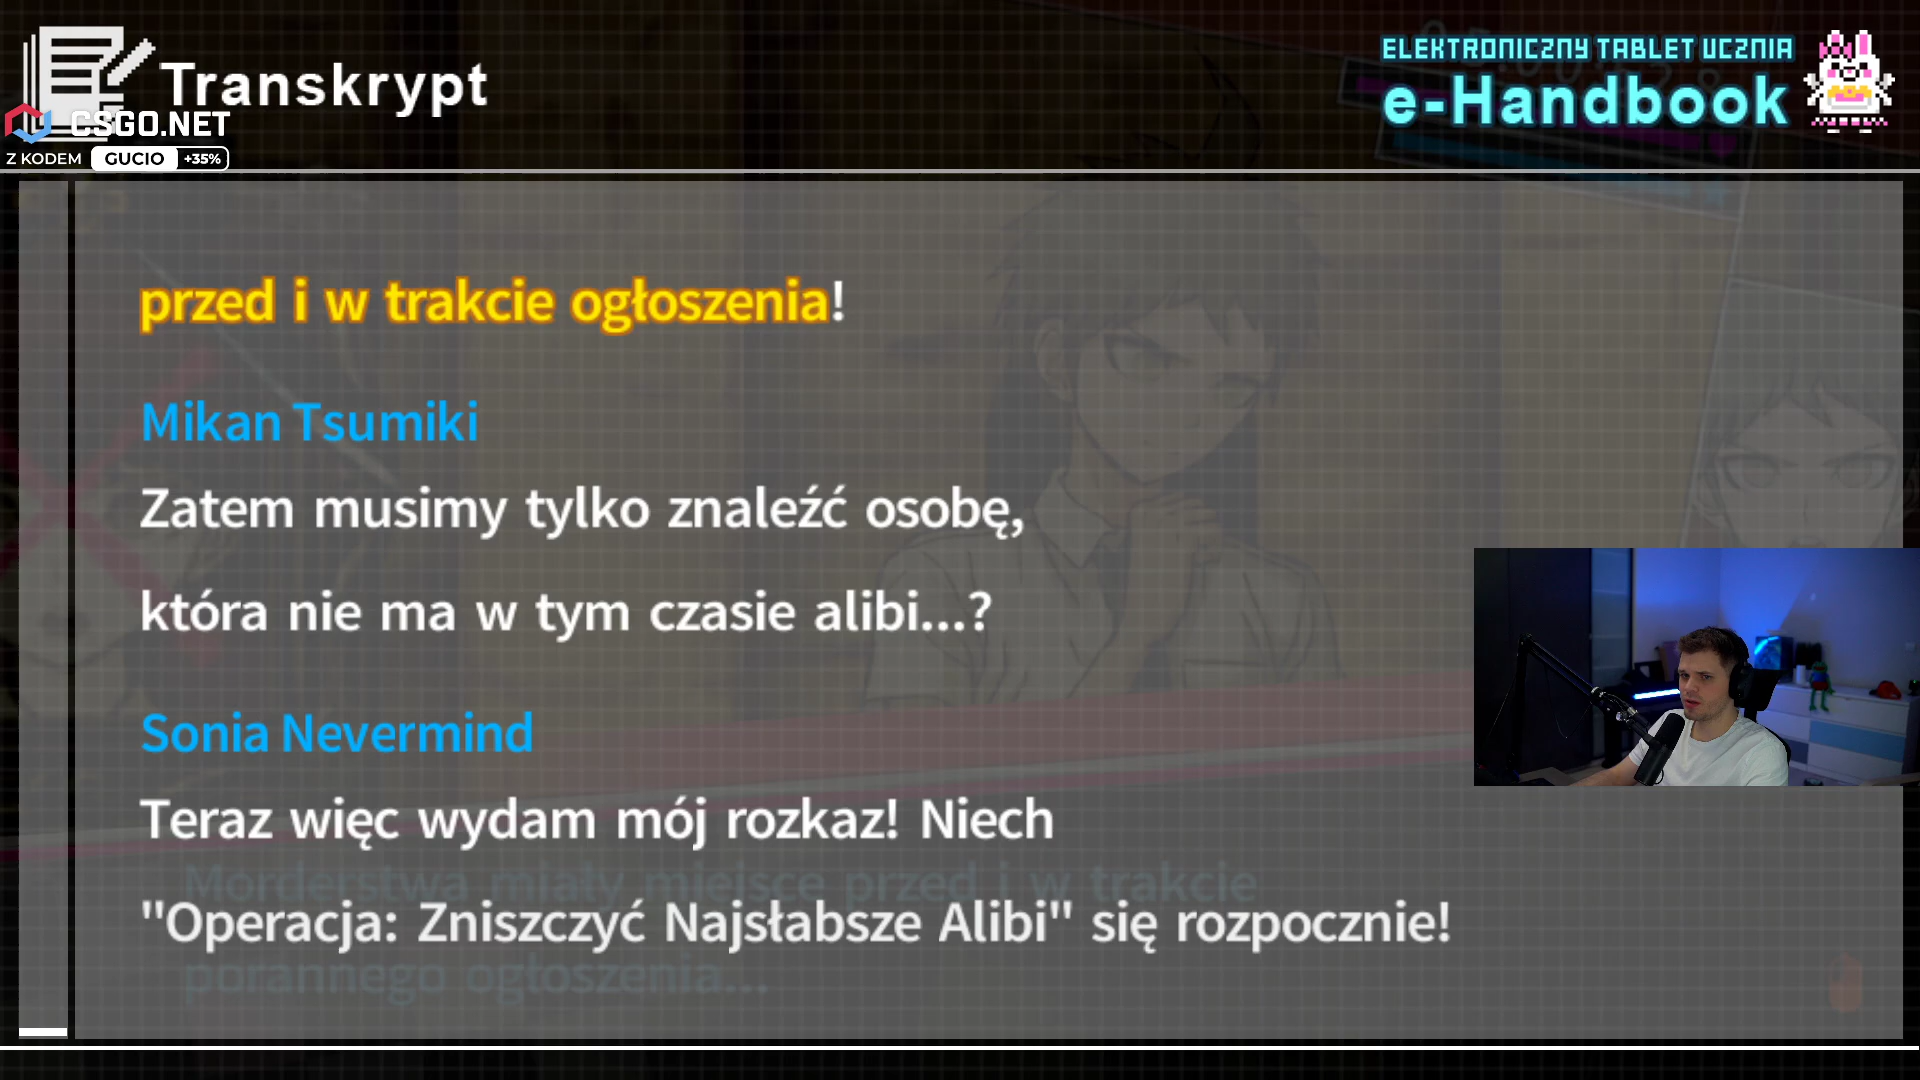 Transkrypt
ELEKTRONICZNY TABLET UCZNIA
e-Handbook
CSGO.NET
Z KODEM GUCIO +35%
przed i w trakcie ogłoszenia!
Mikan Tsumiki
Zatem musimy tylko znaleźć osobę,
która nie ma w tym czasie alibi...?
Sonia Nevermind
Teraz więc wydam mój rozkaz! Niech
Morderstwa miały miejsce przed i w trakcie
"Operacja: Zniszczyć Najsłabsze Alibi" się rozpocznie!
porannego ogłoszenia...